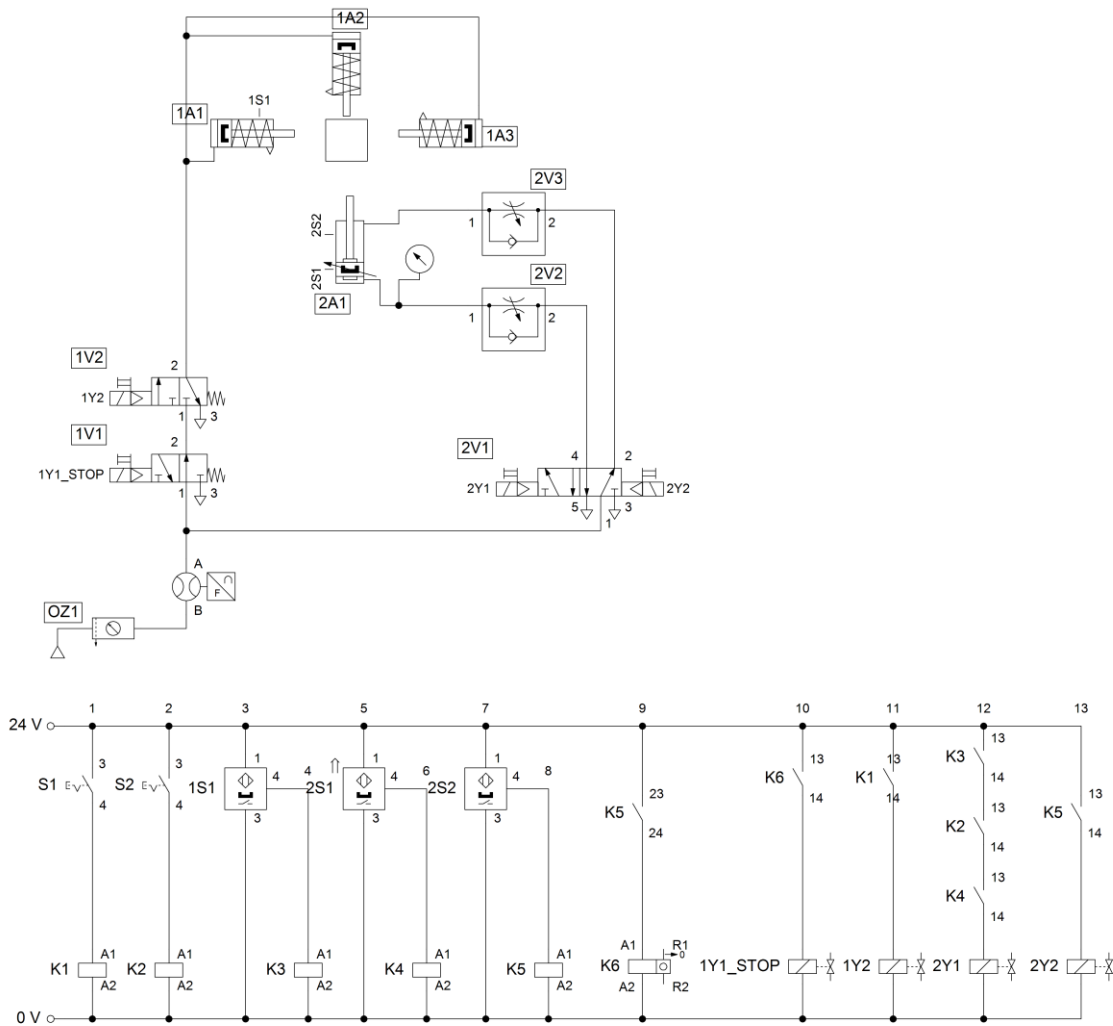 1A2
1S1
1A1
1A3
2V3
2S2
1 2
2S1
2V2
2A1
1 2
1V2
2
1Y2
1 3
1V1
2
2V1
4 2
1Y1_STOP
1 3
2Y1 2Y2
5 3
1
A
F
B
OZ1
1 2 3 5 7 9 10 11 12 13
24 V
3 3 1 1 1 13 13 13
S1 S2 1S1 4 4 2S1 4 6 2S2 4 8 K6 K1 K3 14
4 4 3 3 3 23 14 14 13 13
K5 K2 K5
24 14 14
13
K4
14
A1 A1 A1 A1 A1 A1 R1
0
K1 K2 K3 K4 K5 K6 1Y1_STOP 1Y2 2Y1 2Y2
A2 A2 A2 A2 A2 A2 R2
0 V